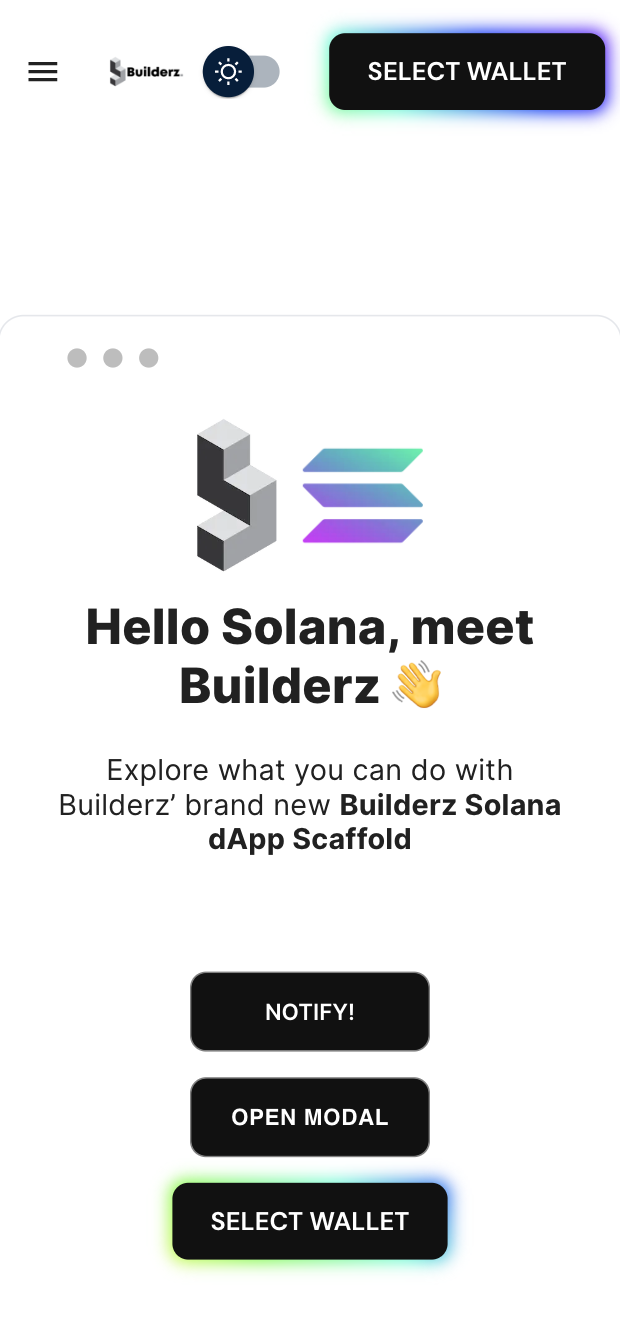 Builderz.
SELECT WALLET
Hello Solana, meet
Builderz 👋
Explore what you can do with
Builderz’ brand new Builderz Solana
dApp Scaffold
NOTIFY!
OPEN MODAL
SELECT WALLET